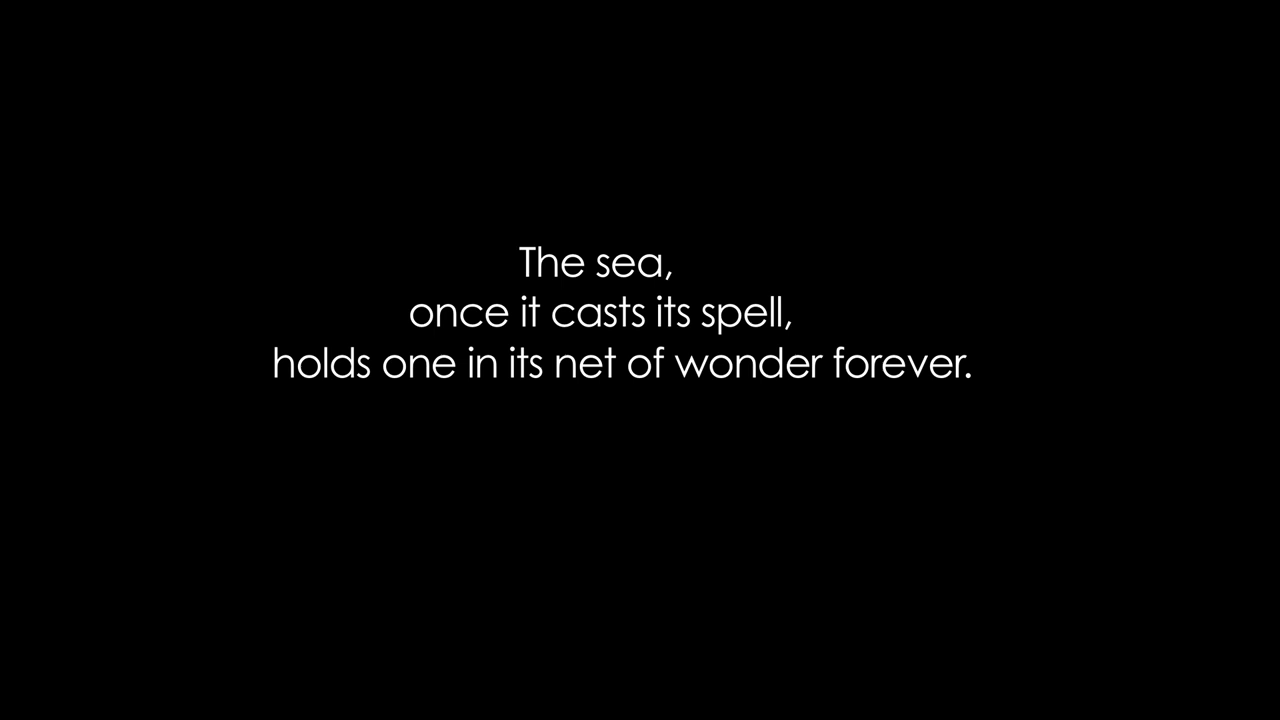 The sea,
once it casts its spell,
holds one in its net of wonder forever.